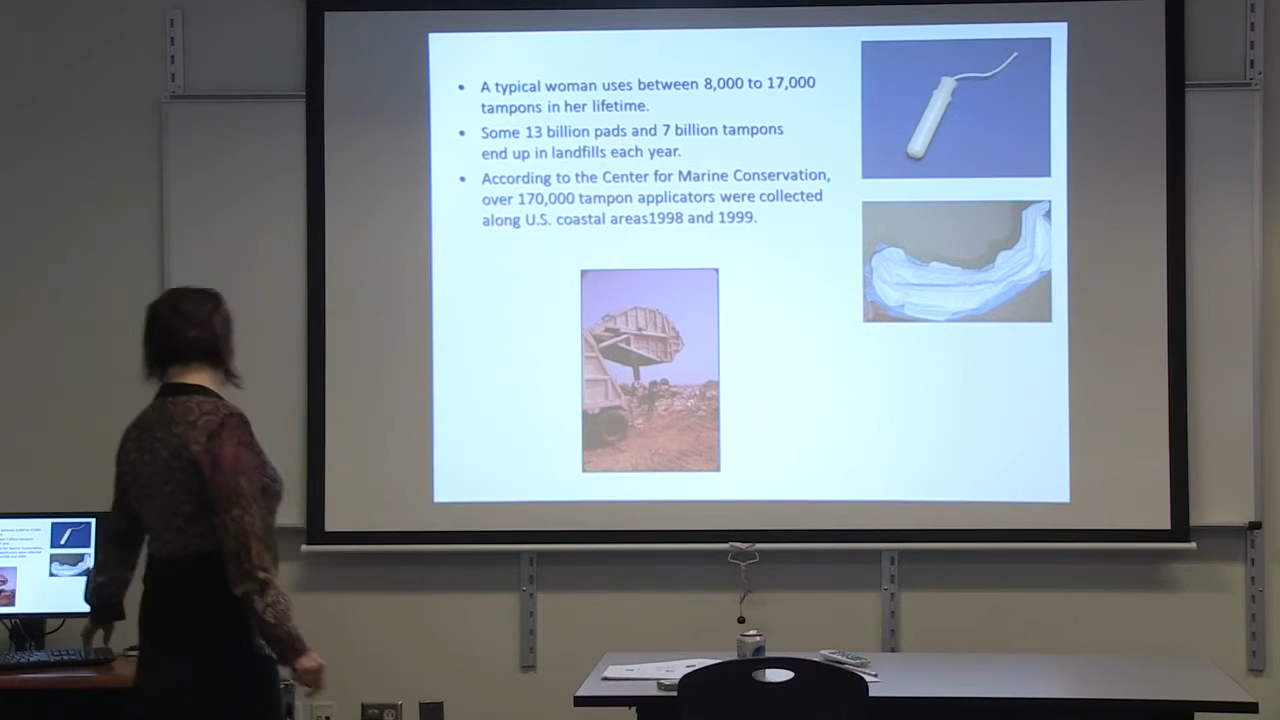 • A typical woman uses between 8,000 to 17,000
tampons in her lifetime.
• Some 13 billion pads and 7 billion tampons
end up in landfills each year.
• According to the Center for Marine Conservation,
over 170,000 tampon applicators were collected
along U.S. coastal areas1998 and 1999.